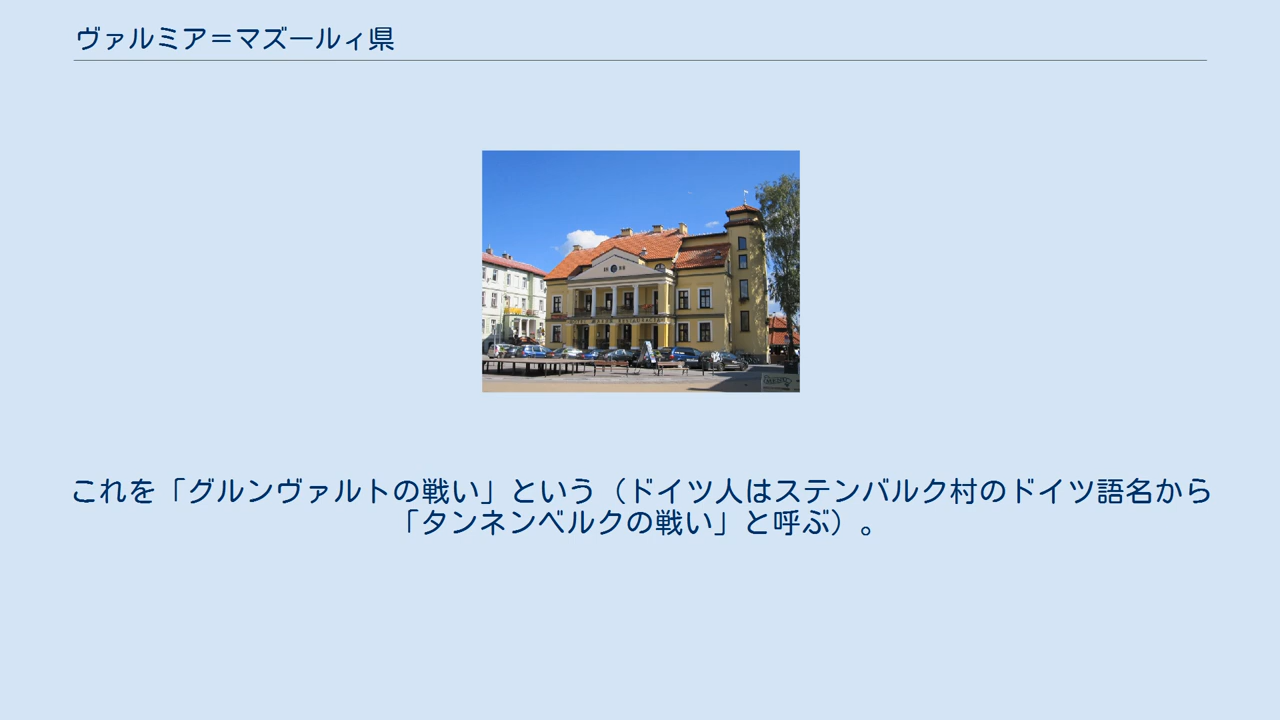 ヴァルミア＝マズールィ県
これを「グルンヴァルトの戦い」という（ドイツ人はステンバルク村のドイツ語名から
「タンネンベルクの戦い」と呼ぶ）。